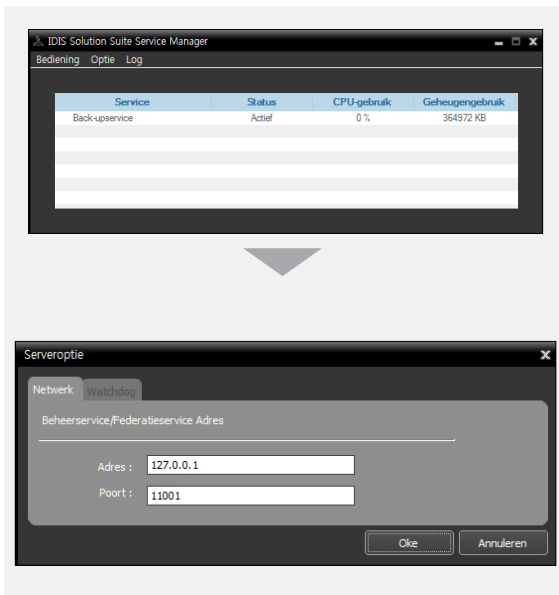 IDIS Solution Suite Service Manager
Bediening Optie Log
Service Status CPU-gebruik Geheugengebruik
Back-upservice Actief 0 % 364972 KB
Serveroptie
Netwerk Watchdog
Beheerservice/Federatieservice Adres
Adres : 127.0.0.1
Poort : 11001
Oke Annuleren